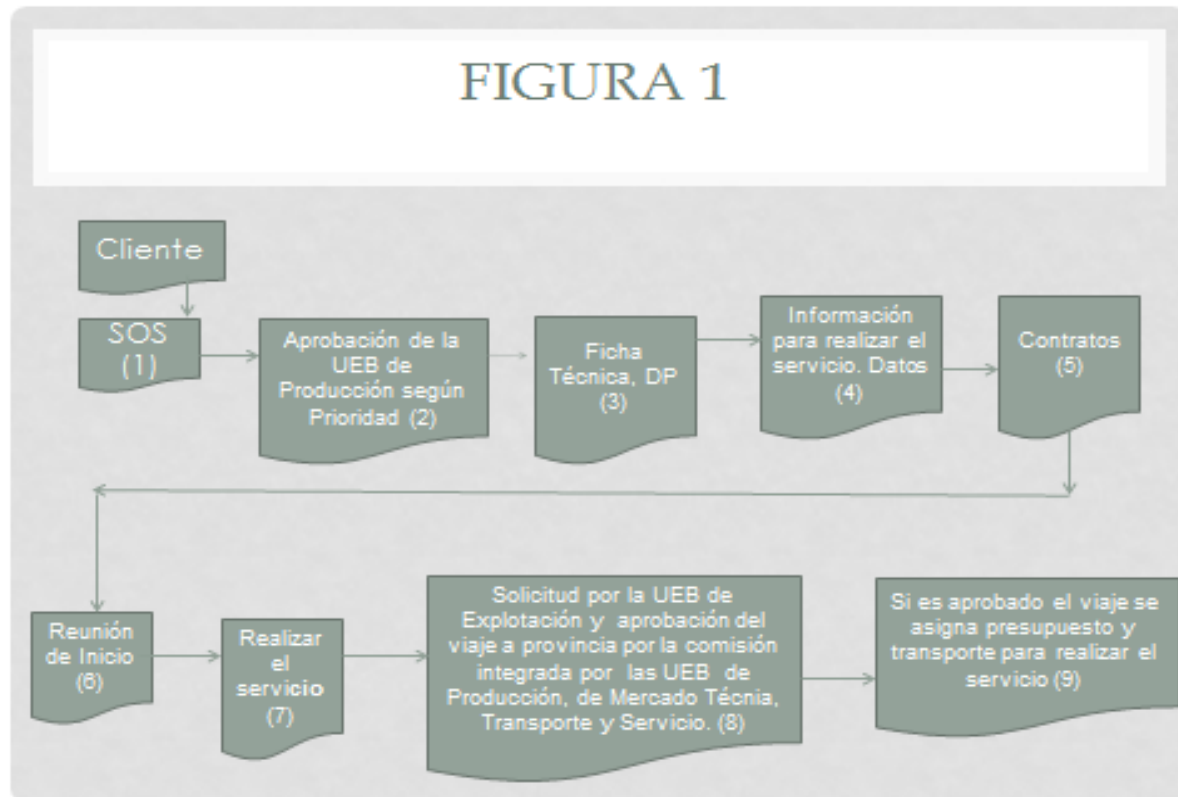 FIGURA 1
Cliente
SOS
(1)
Aprobación de la
UEB de
Producción según
Prioridad (2)
Ficha
Técnica, DP
(3)
Información
para realizar el
servicio. Datos
(4)
Contratos
(5)
Reunión
de Inicio
(6)
Realizar
el
servicio
(7)
Solicitud por la UEB de
Explotación y aprobación del
viaje a provincia por la comisión
integrada por las UEB de
Producción, de Mercado Técnia,
Transporte y Servicio. (8)
Si es aprobado el viaje se
asigna presupuesto y
transporte para realizar el
servicio (9)